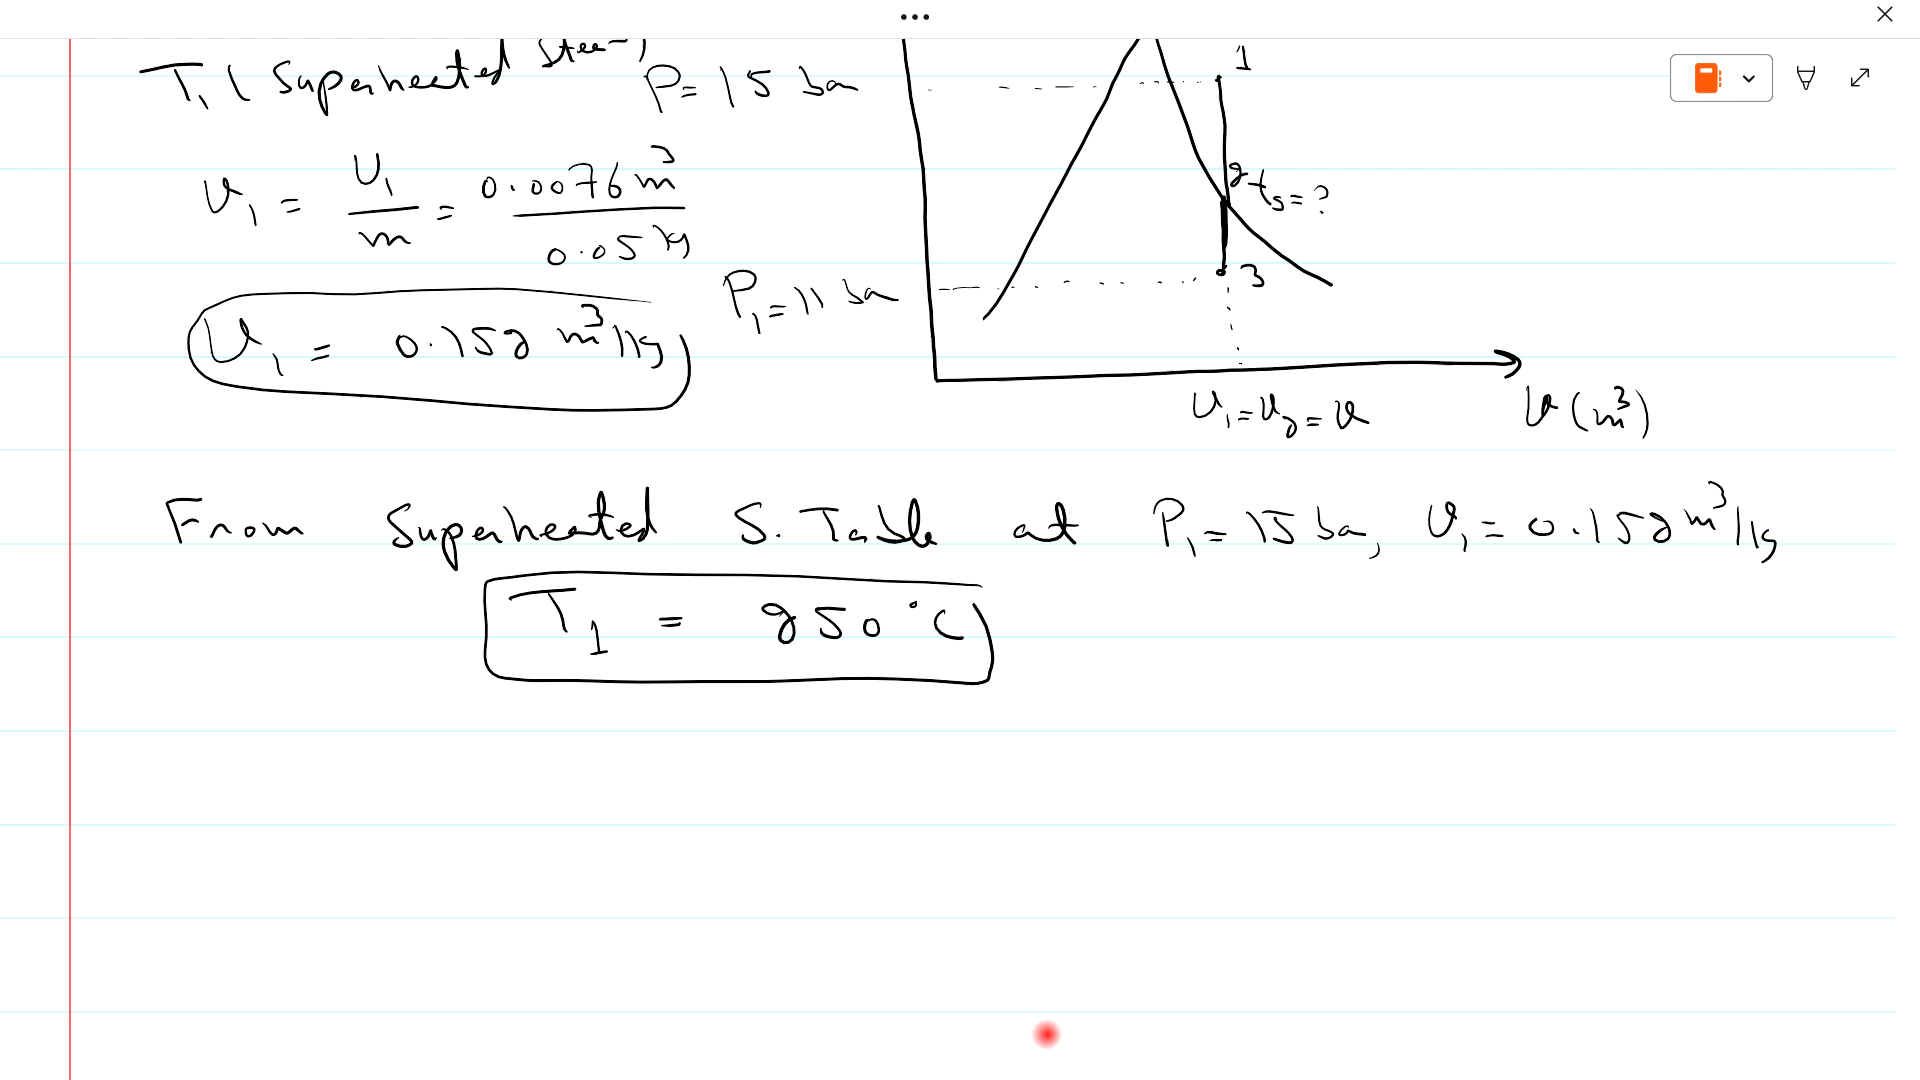 T₁ ( Superheated Steam)
P = 15 bar
v₁ = U₁/m = 0.0076 m³ / 0.05 kg
v₁ = 0.152 m³/kg
1
2 ts = ?
P₁ = 11 bar
3
v₁ = v₂ = v
v (m³)
From Superheated S. Table at P₁ = 15 bar, v₁ = 0.152 m³/kg
T₁ = 250 °C